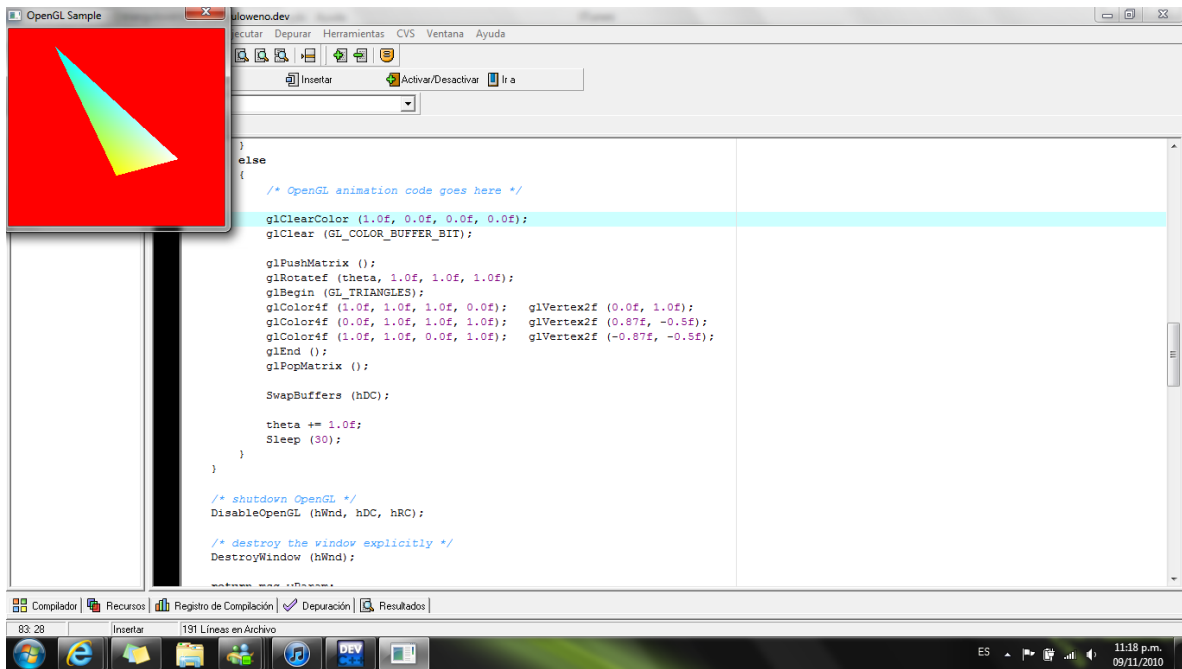 OpenGL Sample
uloweno.dev
ecutar Depurar Herramientas CVS Ventana Ayuda
Insertar Activar/Desactivar Ir a
}
else
{
/* OpenGL animation code goes here */
glClearColor (1.0f, 0.0f, 0.0f, 0.0f);
glClear (GL_COLOR_BUFFER_BIT);
glPushMatrix ();
glRotatef (theta, 1.0f, 1.0f, 1.0f);
glBegin (GL_TRIANGLES);
glColor4f (1.0f, 1.0f, 1.0f, 0.0f); glVertex2f (0.0f, 1.0f);
glColor4f (0.0f, 1.0f, 1.0f, 1.0f); glVertex2f (0.87f, -0.5f);
glColor4f (1.0f, 1.0f, 0.0f, 1.0f); glVertex2f (-0.87f, -0.5f);
glEnd ();
glPopMatrix ();
SwapBuffers (hDC);
theta += 1.0f;
Sleep (30);
}
}
/* shutdown OpenGL */
DisableOpenGL (hWnd, hDC, hRC);
/* destroy the window explicitly */
DestroyWindow (hWnd);
return msg.wParam;
Compilador Recursos Registro de Compilación Depuración Resultados
83: 28 Insertar 191 Líneas en Archivo
DEV
ES 11:18 p.m.
09/11/2010